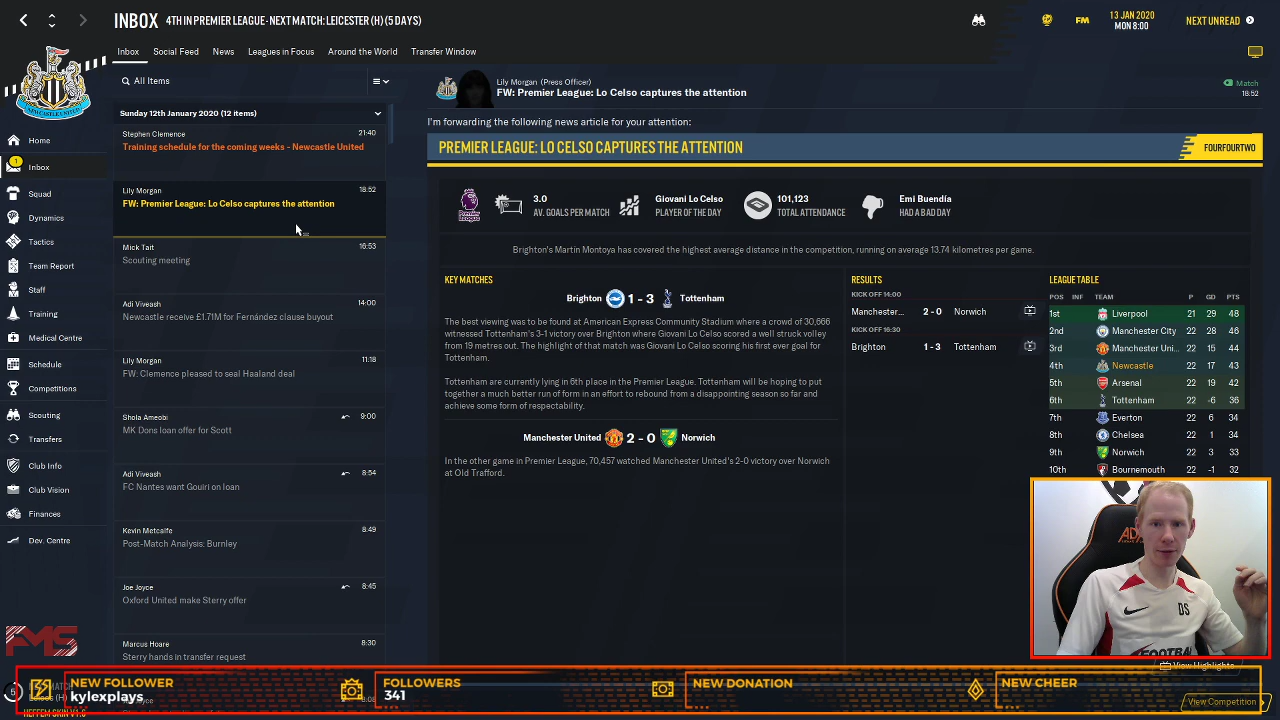 INBOX
4TH IN PREMIER LEAGUE - NEXT MATCH: LEICESTER (H) (5 DAYS)
FM
13 JAN 2020
MON 8:00
NEXT UNREAD
Inbox
Social Feed
News
Leagues in Focus
Around the World
Transfer Window
NEWCASTLE UNITED
Home
1
Inbox
Squad
Dynamics
Tactics
Team Report
Staff
Training
Medical Centre
Schedule
Competitions
Scouting
Transfers
Club Info
Club Vision
Finances
Dev. Centre
All Items
Sunday 12th January 2020 (12 items)
Stephen Clemence 21:40
Training schedule for the coming weeks - Newcastle United
Lily Morgan 18:52
FW: Premier League: Lo Celso captures the attention
Mick Tait 16:53
Scouting meeting
Adi Viveash 14:00
Newcastle receive £1.71M for Fernández clause buyout
Lily Morgan 11:18
FW: Clemence pleased to seal Haaland deal
Shola Ameobi 9:00
MK Dons loan offer for Scott
Adi Viveash 8:54
FC Nantes want Gouiri on loan
Kevin Metcalfe 8:49
Post-Match Analysis: Burnley
Joe Joyce 8:45
Oxford United make Sterry offer
Marcus Hoare 8:30
Sterry hands in transfer request
Lily Morgan (Press Officer)
FW: Premier League: Lo Celso captures the attention
Match
18:52
I'm forwarding the following news article for your attention:
PREMIER LEAGUE: LO CELSO CAPTURES THE ATTENTION
FOURFOURTWO
Premier League
3.0
AV. GOALS PER MATCH
Giovani Lo Celso
PLAYER OF THE DAY
101,123
TOTAL ATTENDANCE
Emi Buendía
HAD A BAD DAY
Brighton's Martín Montoya has covered the highest average distance in the competition, running on average 13.74 kilometres per game.
KEY MATCHES
Brighton 1 - 3 Tottenham
The best viewing was to be found at American Express Community Stadium where a crowd of 30,666
witnessed Tottenham's 3-1 victory over Brighton where Giovani Lo Celso scored a well struck volley
from 19 metres out. The highlight of that match was Giovani Lo Celso scoring his first ever goal for
Tottenham.
Tottenham are currently lying in 6th place in the Premier League. Tottenham will be hoping to put
together a much better run of form in an effort to rebound from a disappointing season so far and
achieve some form of respectability.
Manchester United 2 - 0 Norwich
In the other game in Premier League, 70,457 watched Manchester United's 2-0 victory over Norwich
at Old Trafford.
RESULTS
KICK OFF 14:00
Manchester... 2 - 0 Norwich
KICK OFF 16:30
Brighton 1 - 3 Tottenham
LEAGUE TABLE
POS INF TEAM P GD PTS
1st Liverpool 21 29 48
2nd Manchester City 22 28 46
3rd Manchester Uni... 22 15 44
4th Newcastle 22 17 43
5th Arsenal 22 19 42
6th Tottenham 22 -6 36
7th Everton 22 6 34
8th Chelsea 22 1 34
9th Norwich 22 3 33
10th Bournemouth 22 -1 32
DS
FOOTBALL
View Highlights
View Competition
FMS
NEW FOLLOWER
kylexplays
FOLLOWERS
341
NEW DONATION
NEW CHEER